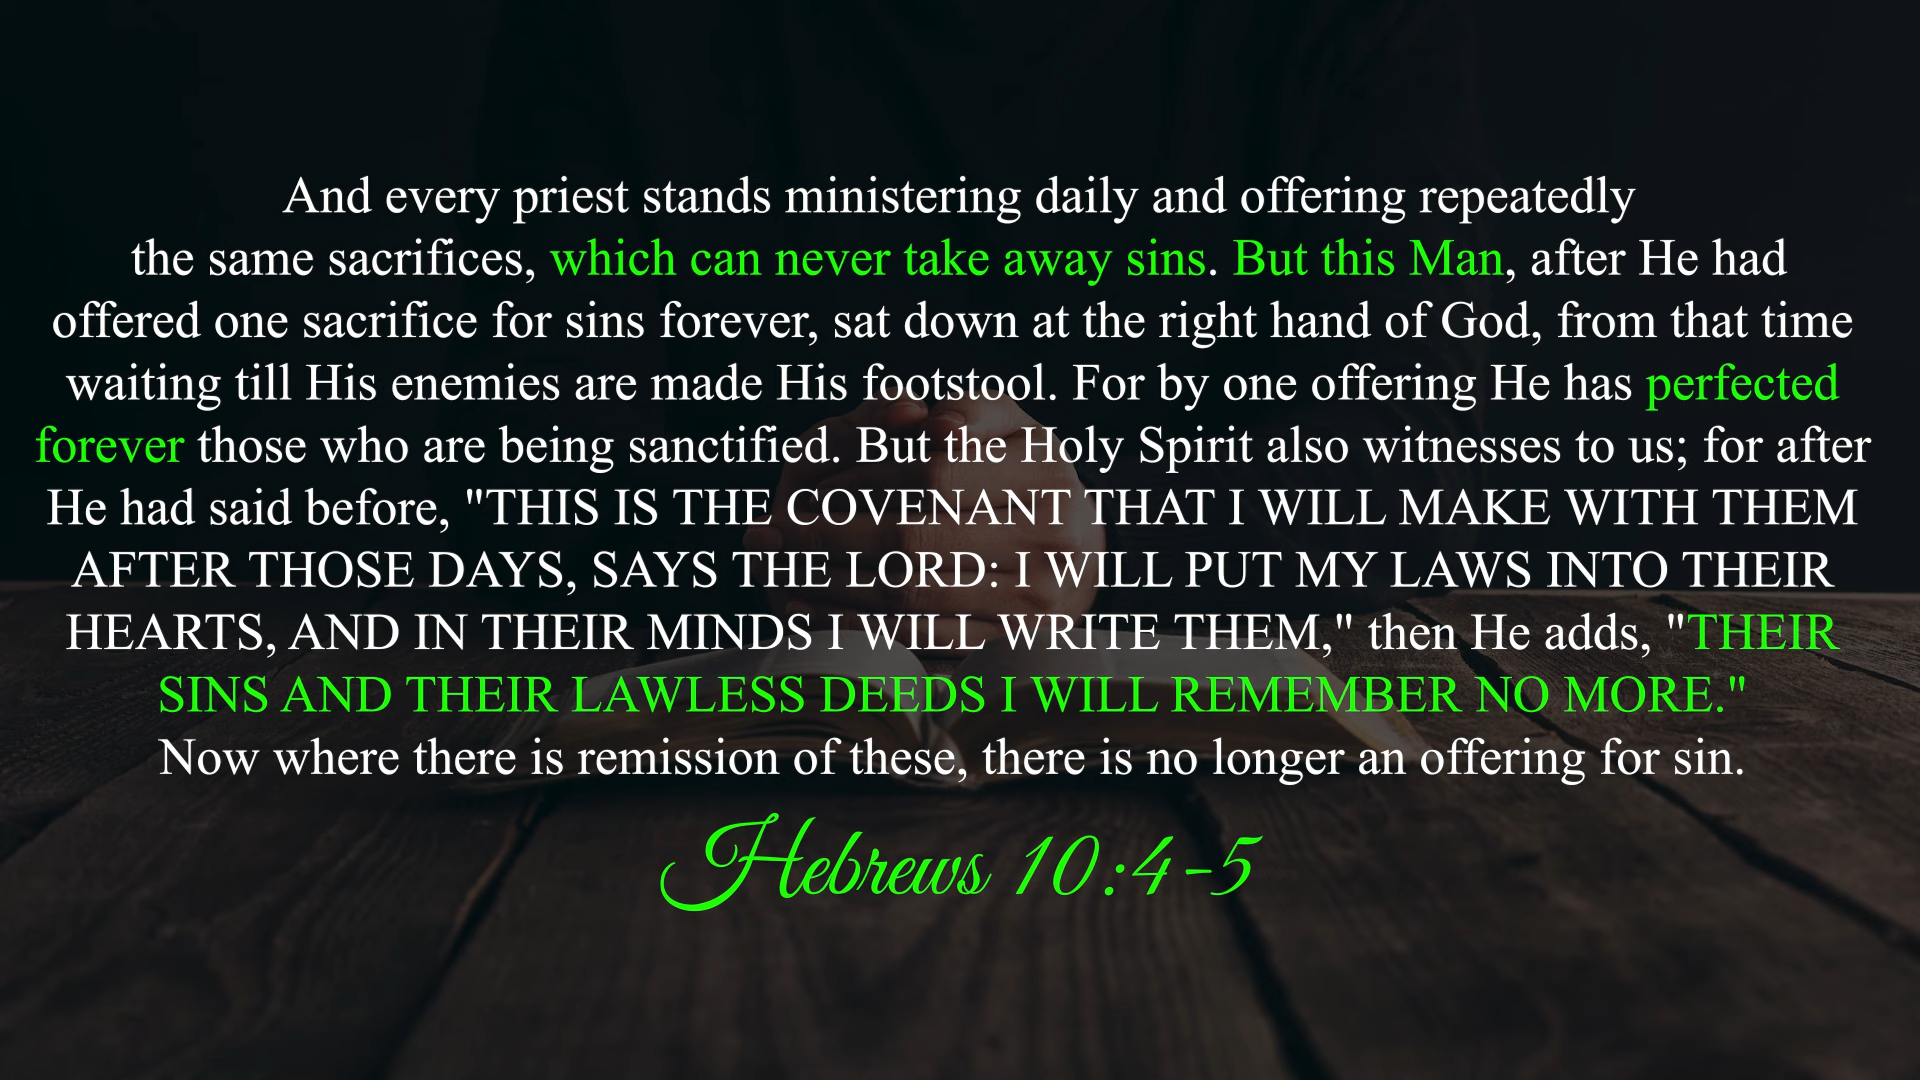 And every priest stands ministering daily and offering repeatedly
the same sacrifices, which can never take away sins. But this Man, after He had
offered one sacrifice for sins forever, sat down at the right hand of God, from that time
waiting till His enemies are made His footstool. For by one offering He has perfected
forever those who are being sanctified. But the Holy Spirit also witnesses to us; for after
He had said before, "THIS IS THE COVENANT THAT I WILL MAKE WITH THEM
AFTER THOSE DAYS, SAYS THE LORD: I WILL PUT MY LAWS INTO THEIR
HEARTS, AND IN THEIR MINDS I WILL WRITE THEM," then He adds, "THEIR
SINS AND THEIR LAWLESS DEEDS I WILL REMEMBER NO MORE."
Now where there is remission of these, there is no longer an offering for sin.
Hebrews 10:4-5